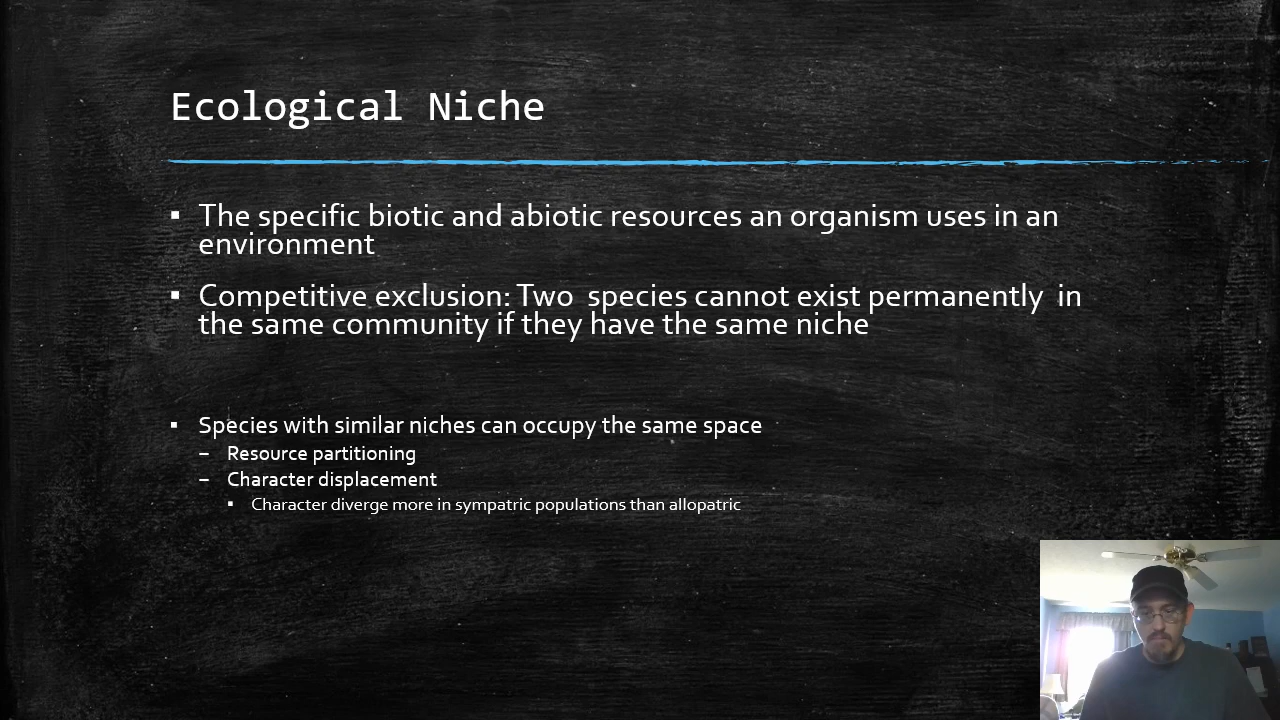 Ecological Niche
▪ The specific biotic and abiotic resources an organism uses in an
environment
▪ Competitive exclusion: Two  species cannot exist permanently  in
the same community if they have the same niche
▪ Species with similar niches can occupy the same space
– Resource partitioning
– Character displacement
▪ Character diverge more in sympatric populations than allopatric